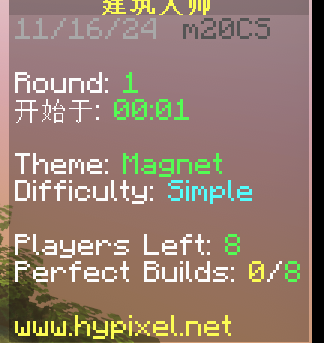 建筑大师
11/16/24 m20CS
Round: 1
开始于: 00:01
Theme: Magnet
Difficulty: Simple
Players Left: 8
Perfect Builds: 0/8
www.hypixel.net